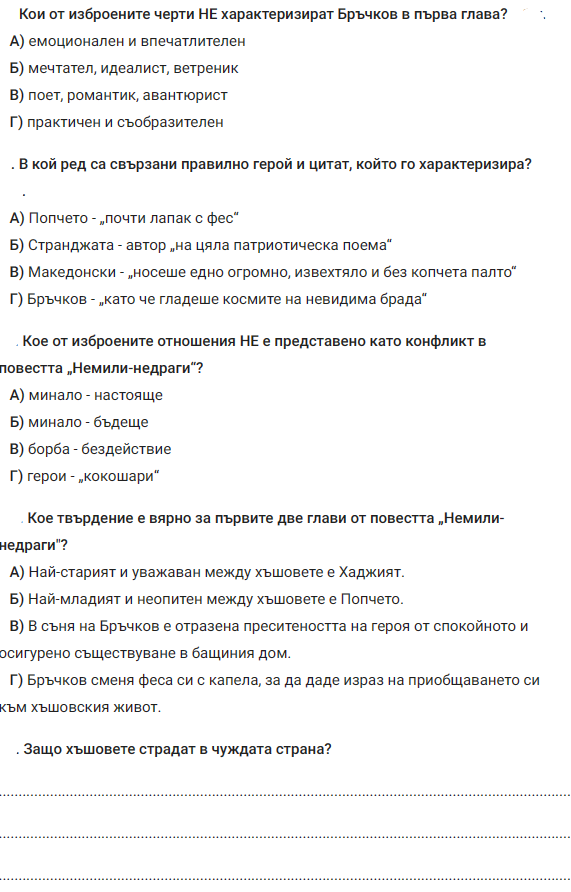 Кои от изброените черти НЕ характеризират Бръчков в първа глава?
А) емоционален и впечатлителен
Б) мечтател, идеалист, ветреник
В) поет, романтик, авантюрист
Г) практичен и съобразителен
. В кой ред са свързани правилно герой и цитат, който го характеризира?
.
А) Попчето - „почти лапак с фес“
Б) Странджата - автор „на цяла патриотическа поема“
В) Македонски - „носеше едно огромно, извехтяло и без копчета палто“
Г) Бръчков - „като че гладеше космите на невидима брада“
. Кое от изброените отношения НЕ е представено като конфликт в
повестта „Немили-недраги“?
А) минало - настояще
Б) минало - бъдеще
В) борба - бездействие
Г) герои - „кокошари“
. Кое твърдение е вярно за първите две глави от повестта „Немили-
недраги"?
А) Най-старият и уважаван между хъшовете е Хаджият.
Б) Най-младият и неопитен между хъшовете е Попчето.
В) В съня на Бръчков е отразена преситеността на героя от спокойното и
осигурено съществуване в бащиния дом.
Г) Бръчков сменя феса си с капела, за да даде израз на приобщаването си
към хъшовския живот.
. Защо хъшовете страдат в чуждата страна?